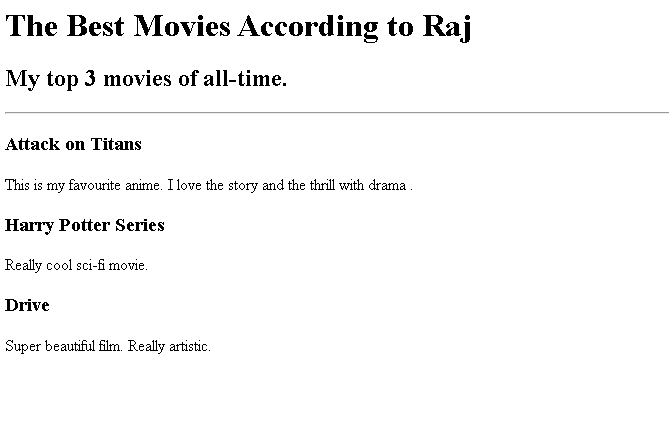 The Best Movies According to Raj
My top 3 movies of all-time.
Attack on Titans
This is my favourite anime. I love the story and the thrill with drama .
Harry Potter Series
Really cool sci-fi movie.
Drive
Super beautiful film. Really artistic.